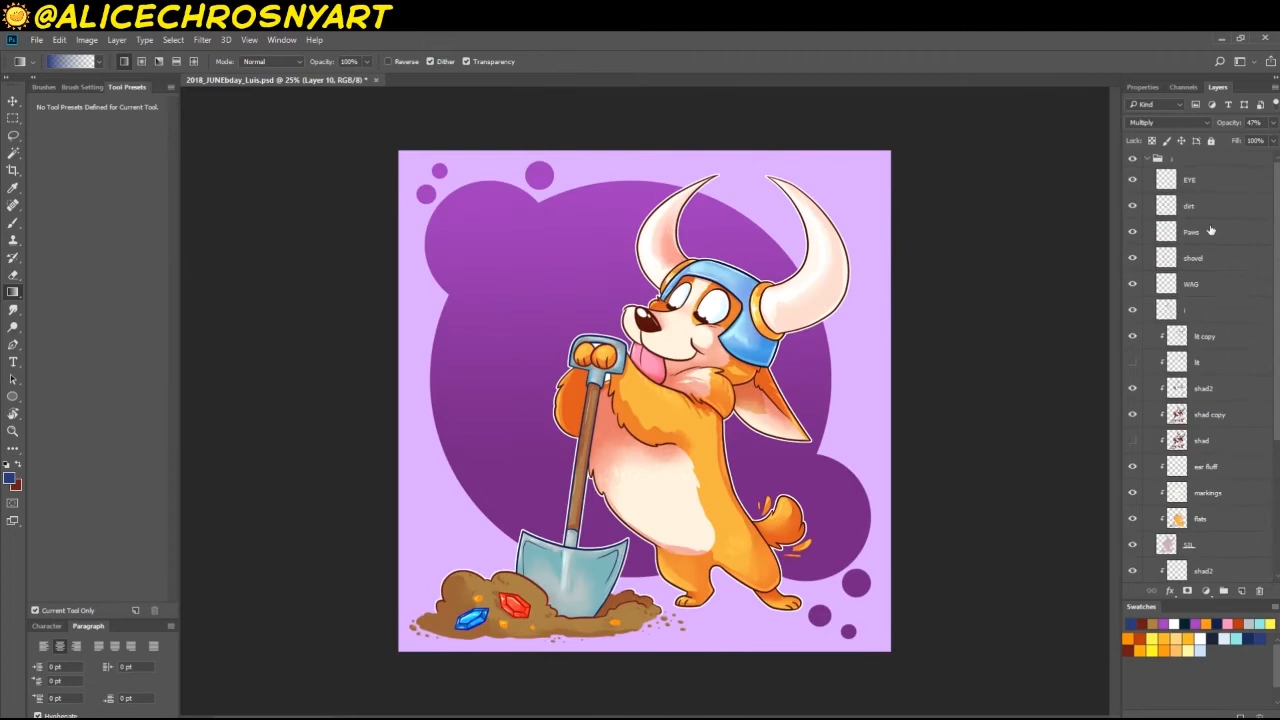 @ALICECHROSNYART
File Edit Image Layer Type Select Filter 3D View Window Help
Mode: Normal Opacity: 100% Reverse Dither Transparency
2018_JUNEbday_Luis.psd @ 25% (Layer 10, RGB/8) *
Brushes Brush Setting Tool Presets
No Tool Presets Defined for Current Tool.
Current Tool Only
Character Paragraph
0 pt 0 pt
0 pt
0 pt 0 pt
Hyphenate
Properties Channels Layers
Kind
Multiply Opacity: 47%
Lock: Fill: 100%
EYE
dirt
Paws
shovel
WAG
lit copy
lit
shad2
shad copy
shad
ear fluff
markings
flats
SIL
shad2
Swatches